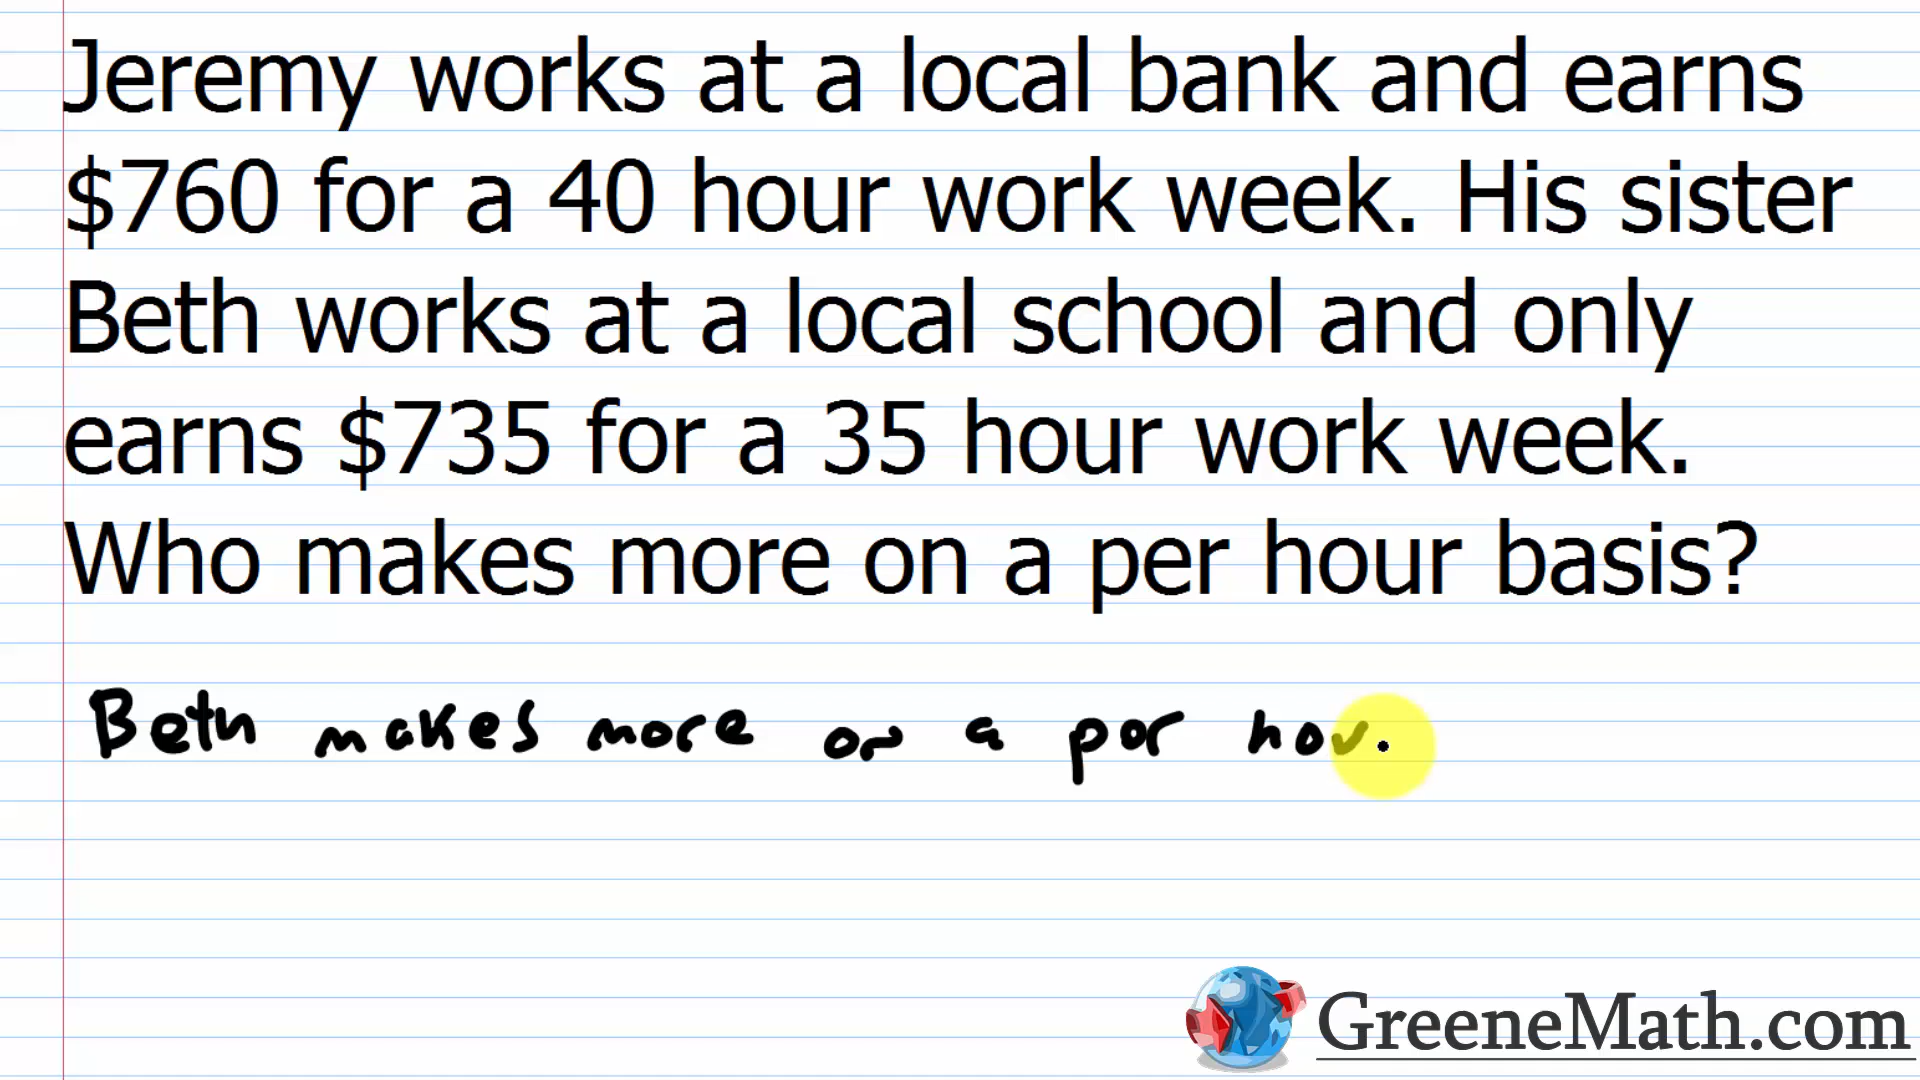 Jeremy works at a local bank and earns
$760 for a 40 hour work week. His sister
Beth works at a local school and only
earns $735 for a 35 hour work week.
Who makes more on a per hour basis?
Beth makes more on a per hou
GreeneMath.com